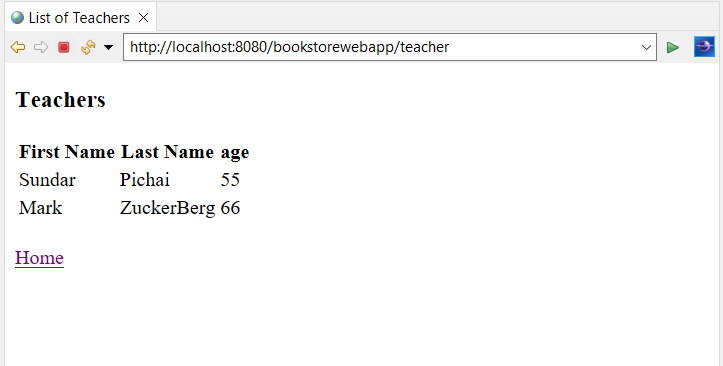 List of Teachers
http://localhost:8080/bookstorewebapp/teacher
Teachers
First Name Last Name age
Sundar Pichai 55
Mark ZuckerBerg 66
Home